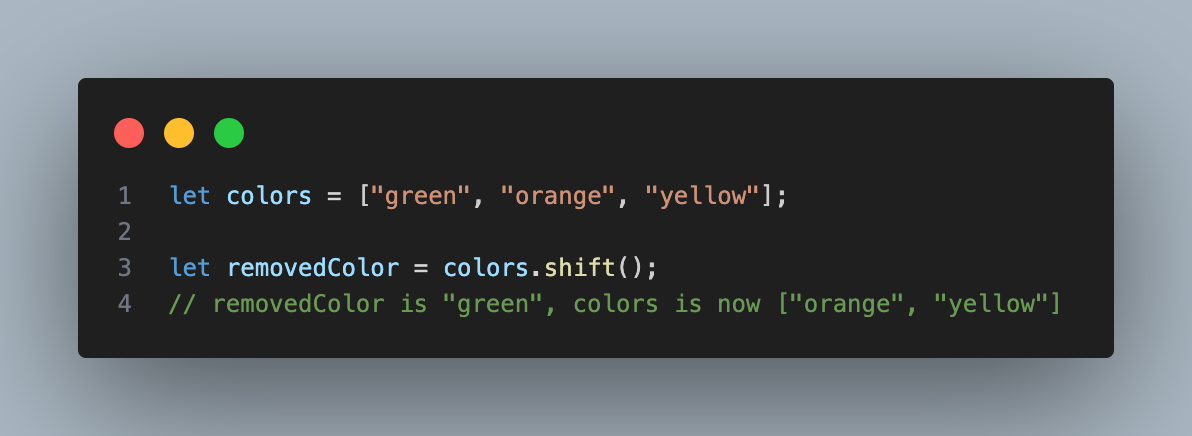 1 let colors = ["green", "orange", "yellow"];
2
3 let removedColor = colors.shift();
4 // removedColor is "green", colors is now ["orange", "yellow"]